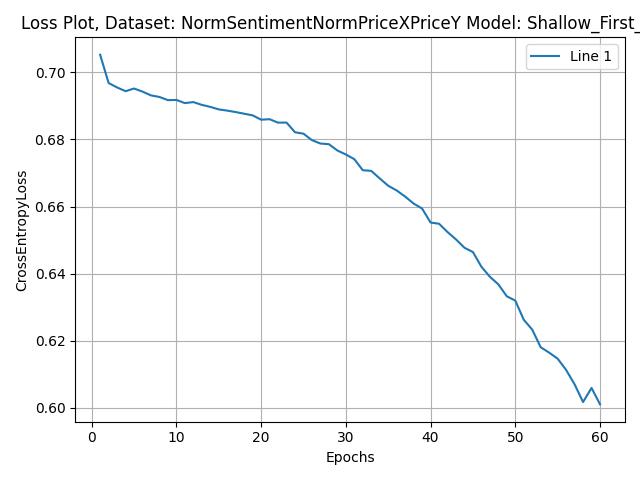 Loss Plot, Dataset: NormSentimentNormPriceXPriceY Model: Shallow_First_
Line 1
0.70
0.68
0.66
0.64
0.62
0.60
CrossEntropyLoss
0 10 20 30 40 50 60
Epochs